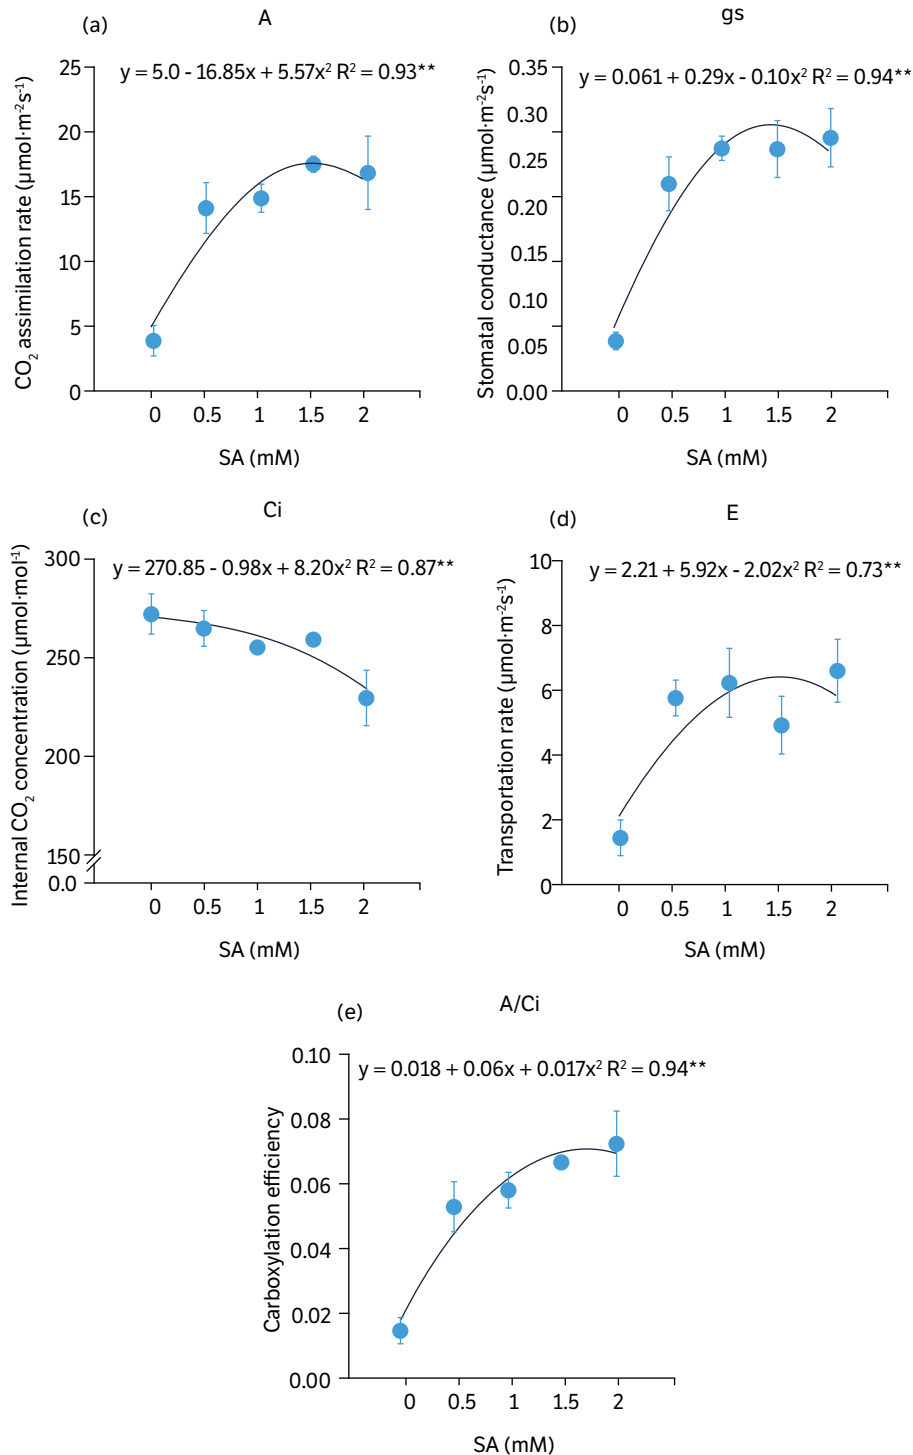 (a)
A
y = 5.0 - 16.85x + 5.57x² R² = 0.93**
CO₂ assimilation rate (µmol·m⁻²s⁻¹)
25
20
15
10
5
0
0 0.5 1 1.5 2
SA (mM)
(b)
gs
y = 0.061 + 0.29x - 0.10x² R² = 0.94**
Stomatal conductance (µmol·m⁻²s⁻¹)
0.35
0.30
0.25
0.20
0.15
0.10
0.05
0.00
0 0.5 1 1.5 2
SA (mM)
(c)
Ci
y = 270.85 - 0.98x + 8.20x² R² = 0.87**
Internal CO₂ concentration (µmol·mol⁻¹)
300
250
200
150
0.0
0 0.5 1 1.5 2
SA (mM)
(d)
E
y = 2.21 + 5.92x - 2.02x² R² = 0.73**
Transportation rate (µmol·m⁻²s⁻¹)
10
8
6
4
2
0
0 0.5 1 1.5 2
SA (mM)
(e)
A/Ci
y = 0.018 + 0.06x + 0.017x² R² = 0.94**
Carboxylation efficiency
0.10
0.08
0.06
0.04
0.02
0.00
0 0.5 1 1.5 2
SA (mM)